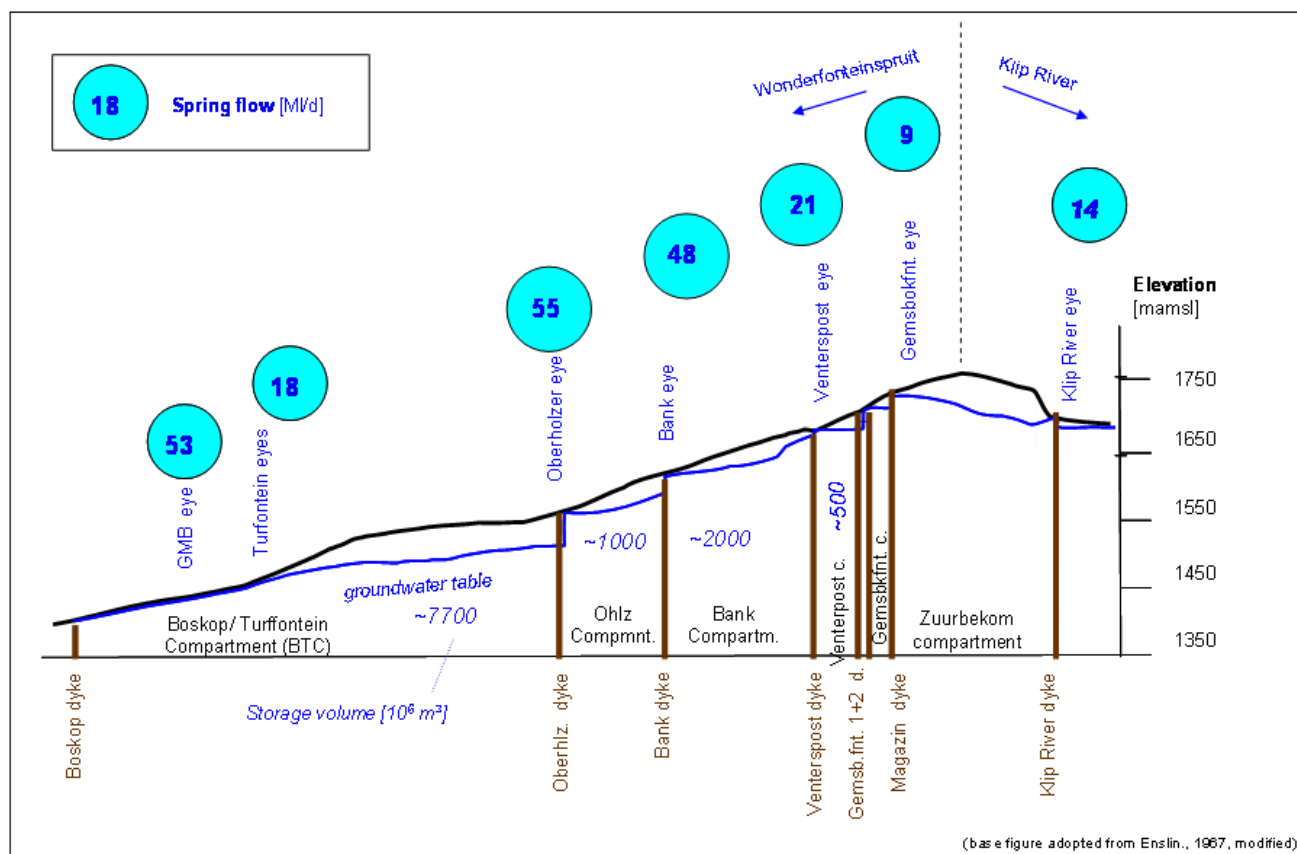 18
Spring flow [Ml/d]
Wonderfonteinspruit
Klip River
9
21
14
48
55
18
53
GMB eye
Turfontein eyes
Oberholzer eye
Bank eye
Venterspost eye
Gemsbokfnt. eye
Klip River eye
Elevation
[mamsl]
1750
1650
1550
1450
1350
groundwater table
~7700
~1000
~2000
~500
Boskop/ Turffontein
Compartment (BTC)
Ohlz
Compmnt.
Bank
Compartm.
Venterpost c.
Gemsbkfnt. c.
Zuurbekom
compartment
Storage volume [10⁶ m³]
Boskop dyke
Oberhlz. dyke
Bank dyke
Venterspost dyke
Gemsb.fnt. 1+2 d.
Magazin dyke
Klip River dyke
(base figure adopted from Enslin., 1967, modified)